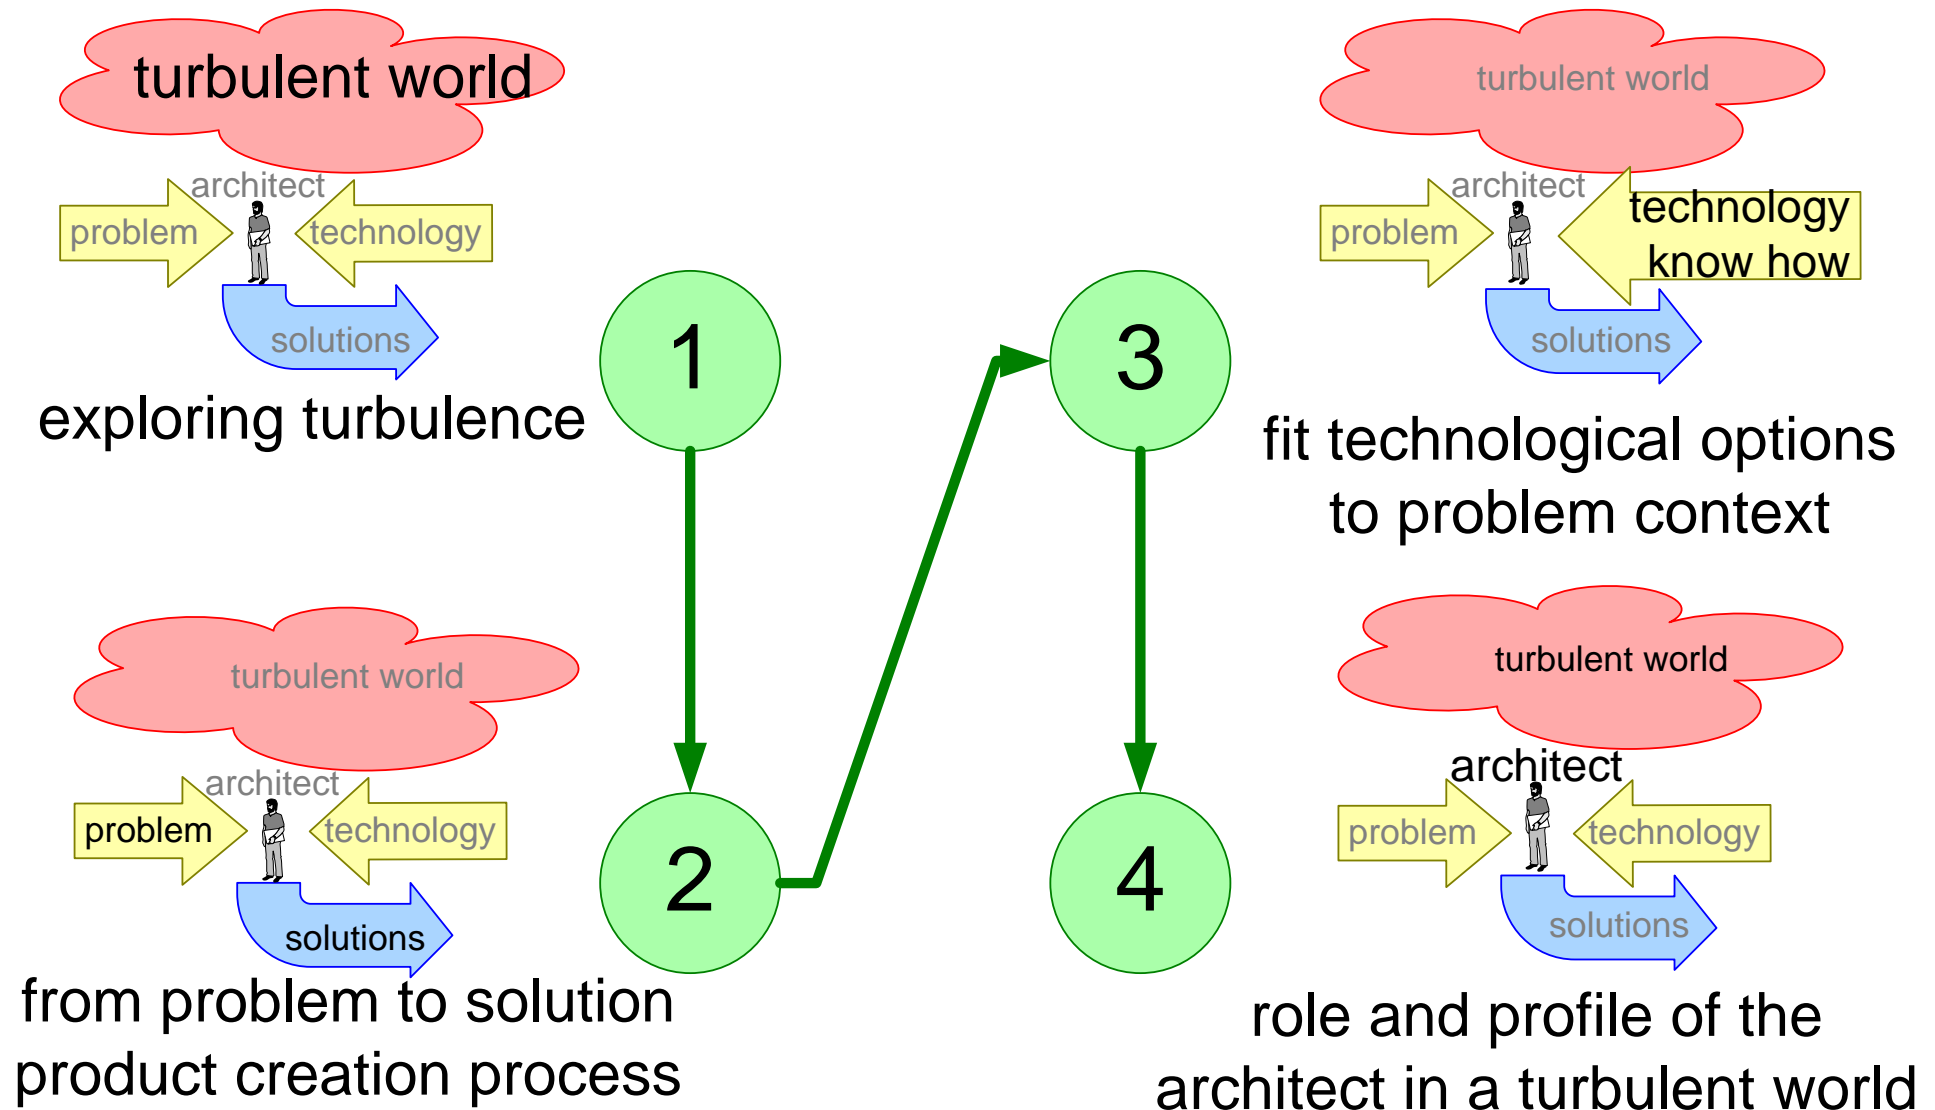 turbulent world
architect
problem
technology
solutions
exploring turbulence
1
turbulent world
architect
problem
technology
solutions
from problem to solution
product creation process
2
turbulent world
architect
problem
technology
know how
solutions
fit technological options
to problem context
3
turbulent world
architect
problem
technology
solutions
role and profile of the
architect in a turbulent world
4